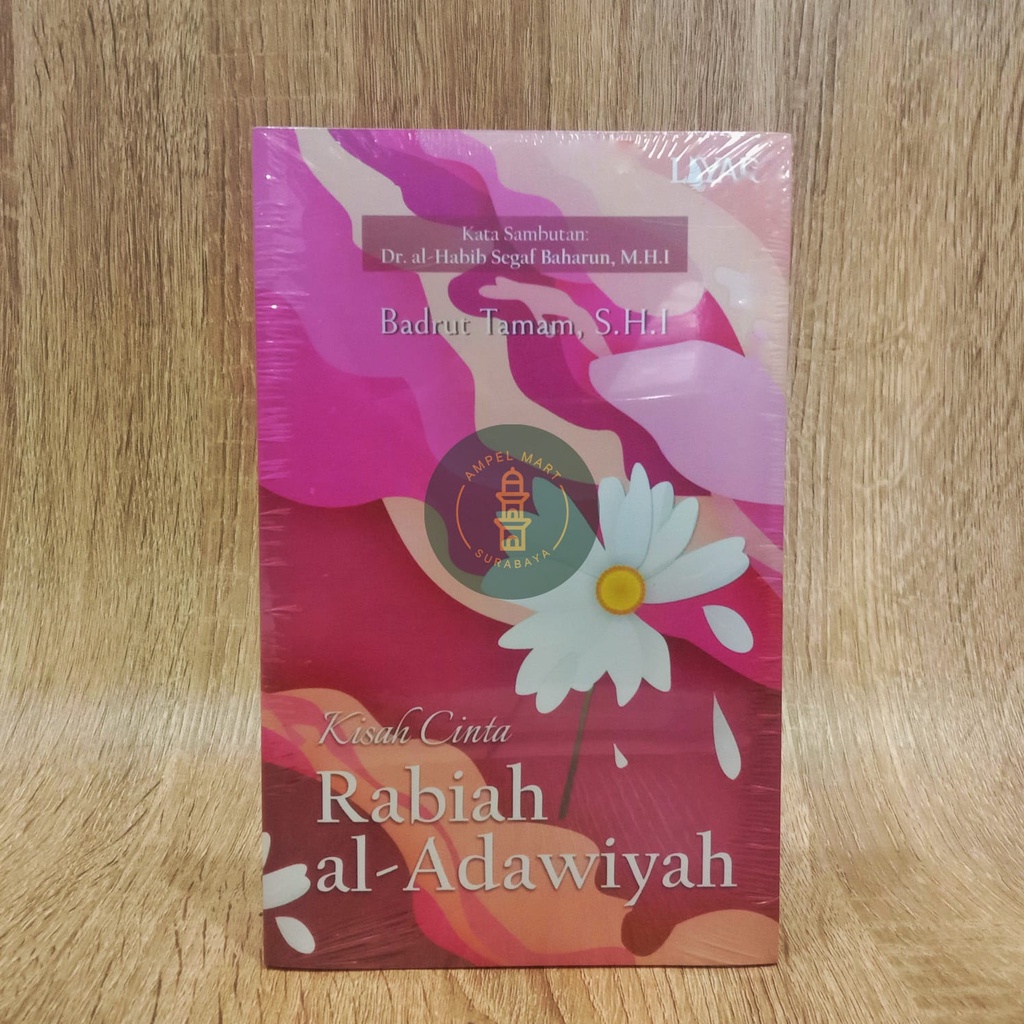 Kata Sambutan:
Dr. al-Habib Segaf Baharun, M.H.I
Badrut Tamam, S.H.I
AMPEL MART
SURABAYA
Kisah Cinta
Rabiah
al-Adawiyah